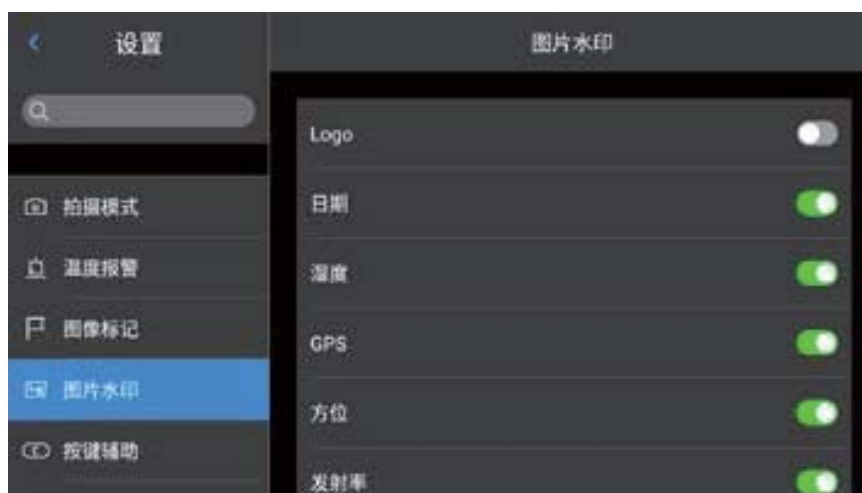 设置
拍摄模式
温度报警
图像标记
图片水印
按键辅助
图片水印
Logo
日期
湿度
GPS
方位
发射率